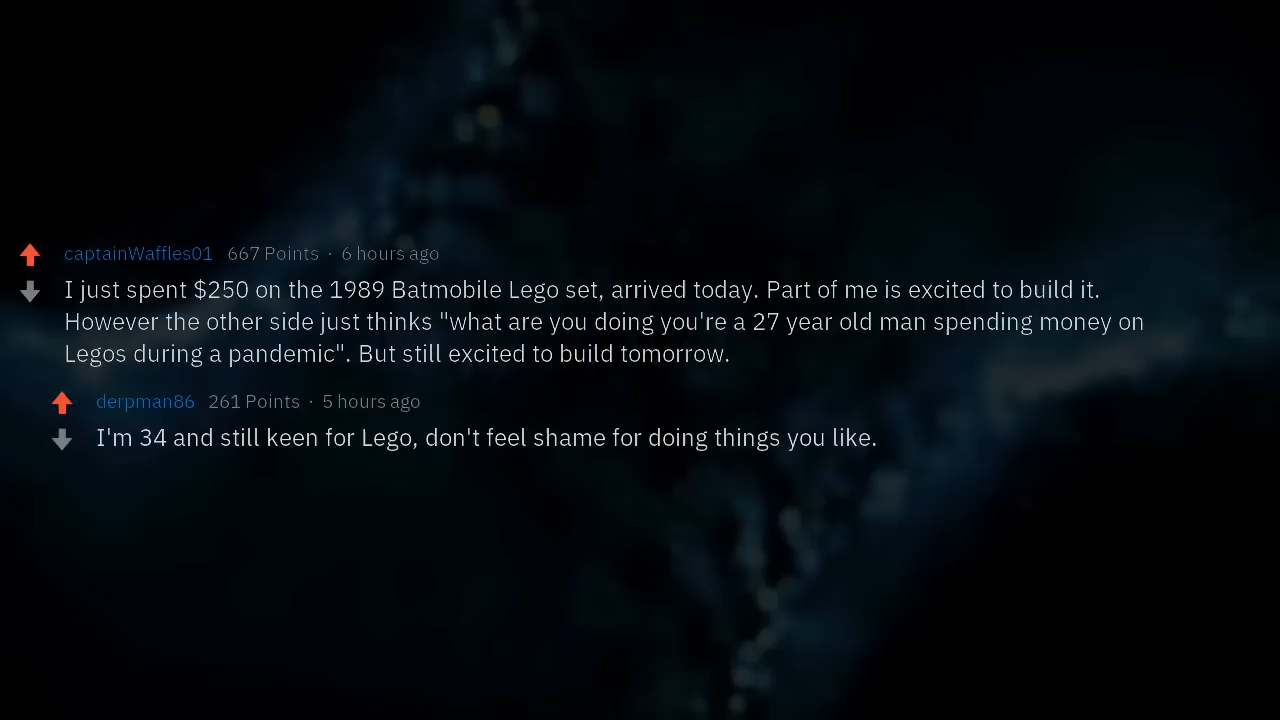 captainWaffles01 667 Points · 6 hours ago
I just spent $250 on the 1989 Batmobile Lego set, arrived today. Part of me is excited to build it.
However the other side just thinks "what are you doing you're a 27 year old man spending money on
Legos during a pandemic". But still excited to build tomorrow.
derpman86 261 Points · 5 hours ago
I'm 34 and still keen for Lego, don't feel shame for doing things you like.